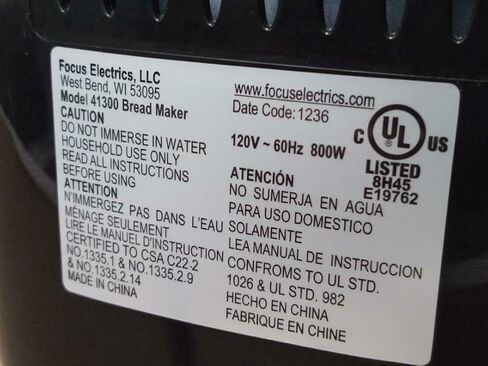 Focus Electrics, LLC
West Bend, WI 53095
Model 41300 Bread Maker
CAUTION
DO NOT IMMERSE IN WATER
HOUSEHOLD USE ONLY
READ ALL INSTRUCTIONS
BEFORE USING
ATTENTION
N'IMMERGEZ PAS DANS L'EAU
MÉNAGE SEULEMENT
LIRE LE MANUEL D'INSTRUCTION
CERTIFIED TO CSA C22.2
NO.1335.1 & NO.1335.2.9
& NO.1335.2.14
MADE IN CHINA
www.focuselectrics.com
Date Code: 1236
120V ~ 60Hz 800W
C UL US
LISTED
8H45
E19762
ATENCIÓN
NO SUMERJA EN AGUA
PARA USO DOMESTICO
SOLAMENTE
LEA MANUAL DE INSTRUCCION
CONFROMS TO UL STD.
1026 & UL STD. 982
HECHO EN CHINA
FABRIQUE EN CHINE